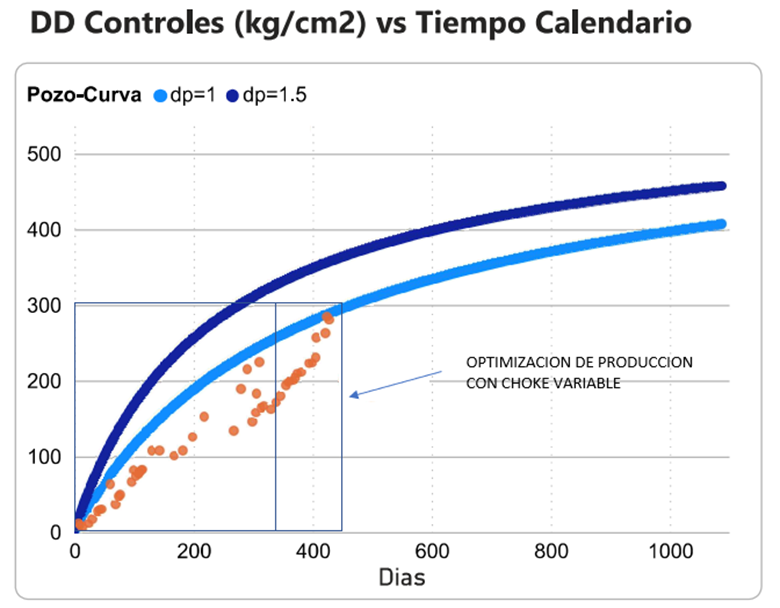 DD Controles (kg/cm2) vs Tiempo Calendario
Pozo-Curva dp=1 dp=1.5
500
400
300
200
100
0
OPTIMIZACION DE PRODUCCION
CON CHOKE VARIABLE
0 200 400 600 800 1000
Dias